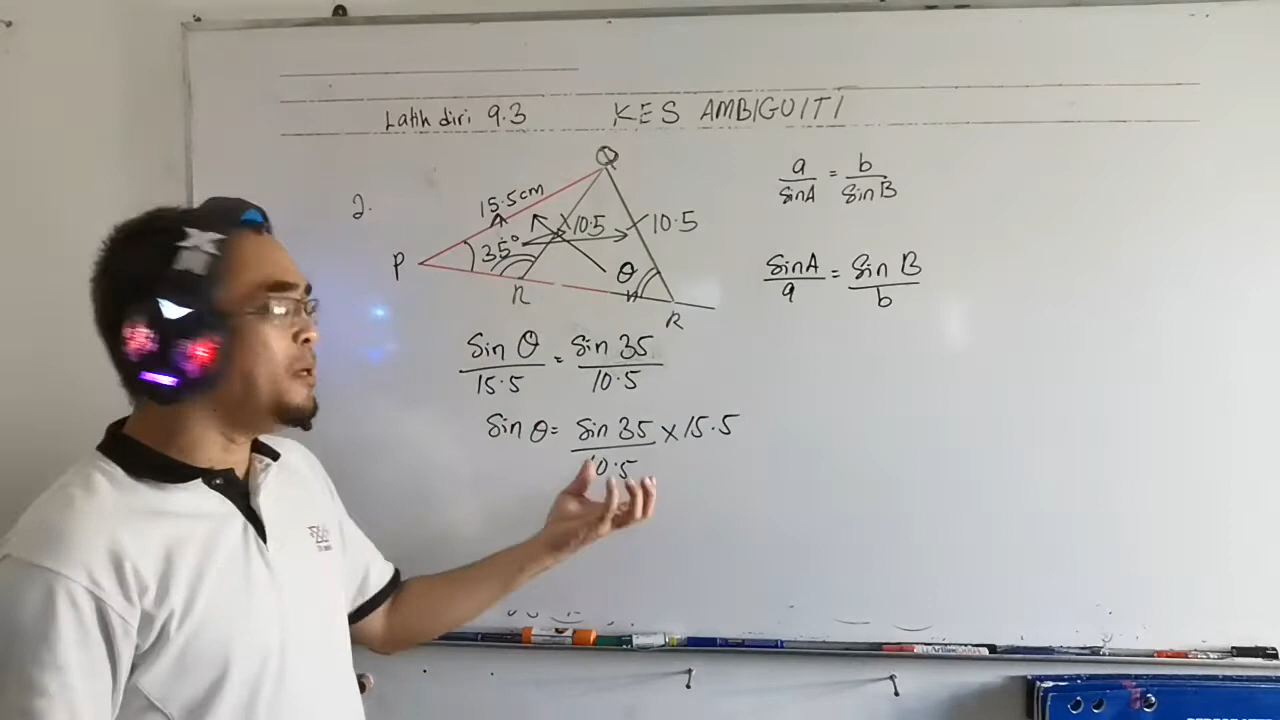 Latih diri 9.3 KES AMBIGUITI
2.
Q
15.5cm
10.5
10.5
P
35°
θ
R
R
a/sinA = b/sinB
sinA/a = sin B/b
sin θ/15.5 = sin 35/10.5
sin θ = sin 35/10.5 × 15.5